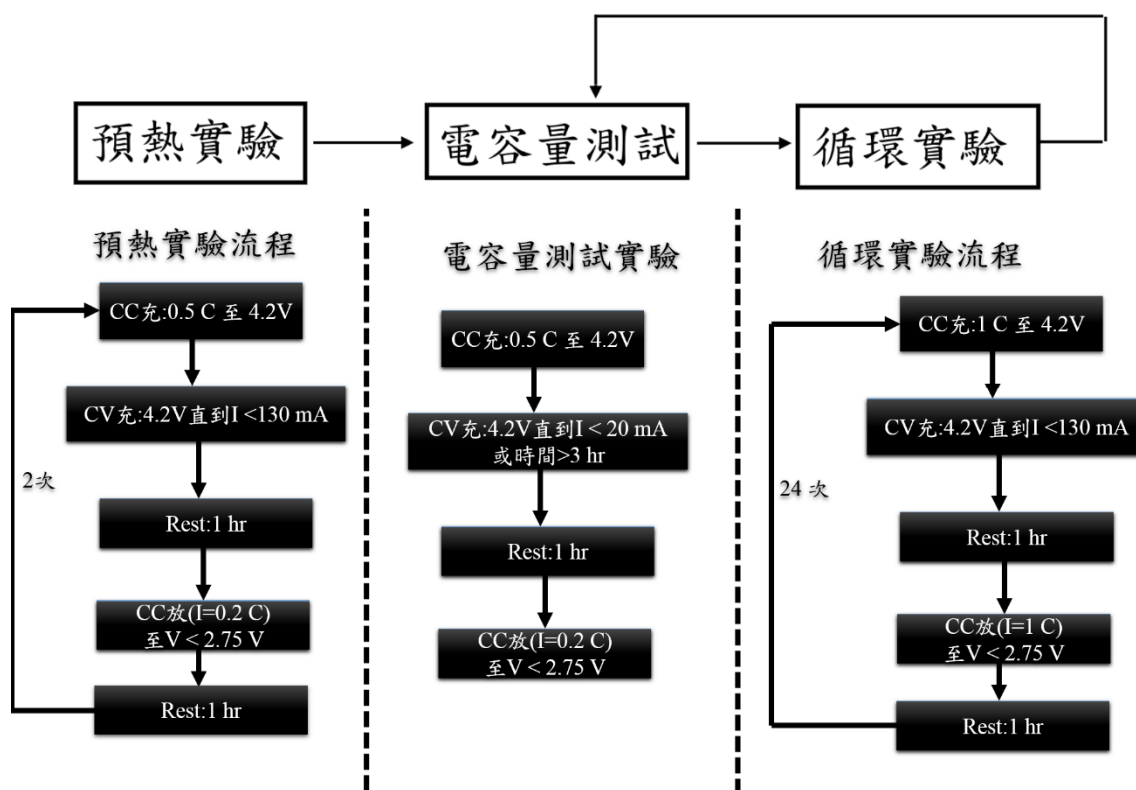 預熱實驗
電容量測試
循環實驗
預熱實驗流程
CC充:0.5 C 至 4.2V
CV充:4.2V直到I <130 mA
2次
Rest:1 hr
CC放(I=0.2 C)
至V < 2.75 V
Rest:1 hr
電容量測試實驗
CC充:0.5 C 至 4.2V
CV充:4.2V直到I < 20 mA
或時間>3 hr
Rest:1 hr
CC放(I=0.2 C)
至V < 2.75 V
循環實驗流程
CC充:1 C 至 4.2V
CV充:4.2V直到I <130 mA
24 次
Rest:1 hr
CC放(I=1 C)
至V < 2.75 V
Rest:1 hr